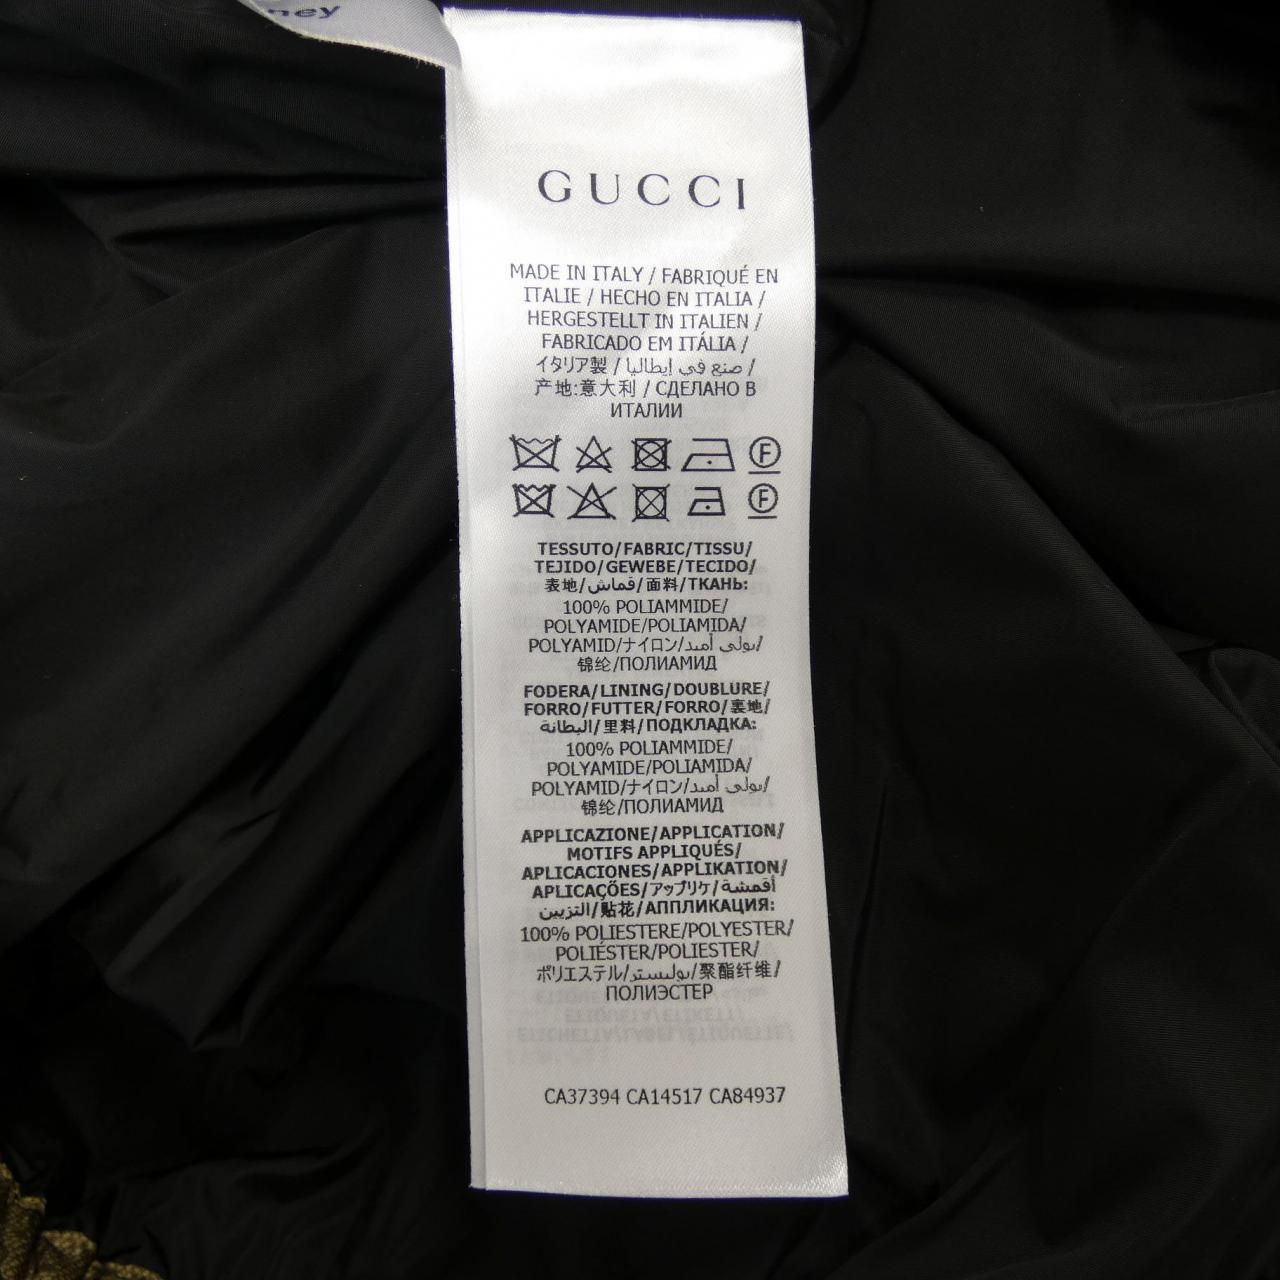 ney
GUCCI
MADE IN ITALY / FABRIQUÉ EN
ITALIE / HECHO EN ITALIA /
HERGESTELLT IN ITALIEN /
FABRICADO EM ITÁLIA /
イタリア製 / صنع في إيطاليا /
产地:意大利 / СДЕЛАНО В
ИТАЛИИ
F
F
TESSUTO/FABRIC/TISSU/
TEJIDO/GEWEBE/TECIDO/
表地/قماش/面料/ТКАНЬ:
100% POLIAMMIDE/
POLYAMIDE/POLIAMIDA/
POLYAMID/ナイロン/بولي أميد/
锦纶/ПОЛИАМИД
FODERA/LINING/DOUBLURE/
FORRO/FUTTER/FORRO/裏地/
البطانة/里料/ПОДКЛАДКА:
100% POLIAMMIDE/
POLYAMIDE/POLIAMIDA/
POLYAMID/ナイロン/بولي أميد/
锦纶/ПОЛИАМИД
APPLICAZIONE/APPLICATION/
MOTIFS APPLIQUÉS/
APLICACIONES/APPLIKATION/
APLICAÇÕES/アップリケ/أقمشة
التزيين/贴花/АППЛИКАЦИЯ:
100% POLIESTERE/POLYESTER/
POLIÉSTER/POLIESTER/
ポリエステル/بوليستر/聚酯纤维/
ПОЛИЭСТЕР
CA37394 CA14517 CA84937